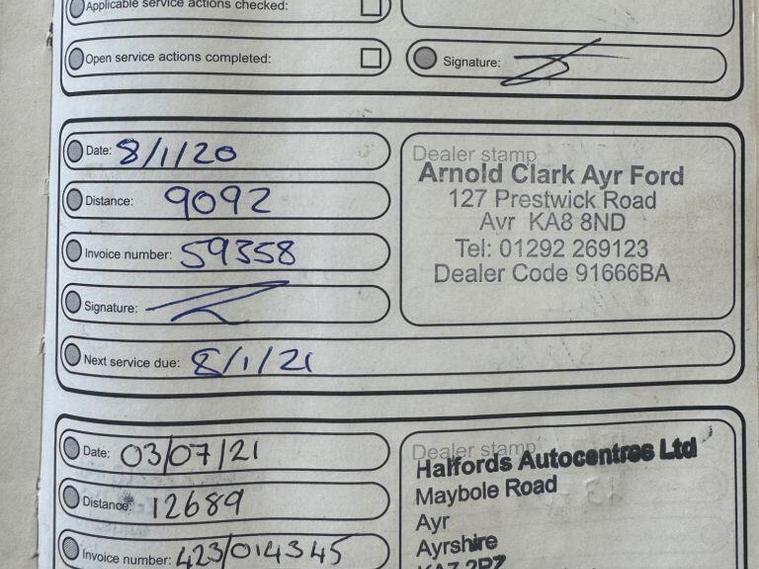 Applicable service actions checked:
Open service actions completed:
Signature:
Date: 8/1/20
Distance: 9092
Invoice number: 59358
Signature:
Next service due: 8/1/21
Dealer stamp
Arnold Clark Ayr Ford
127 Prestwick Road
Ayr KA8 8ND
Tel: 01292 269123
Dealer Code 91666BA
Date: 03/07/21
Distance: 12689
Invoice number: 423/014345
Dealer stamp
Halfords Autocentres Ltd
Maybole Road
Ayr
Ayrshire
KA7 2PZ